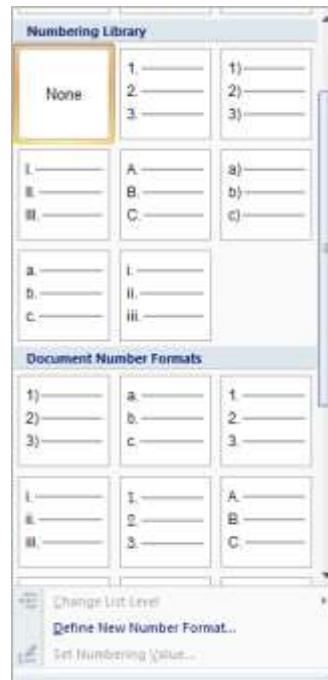 Numbering Library
None
1.
2.
3.
1)
2)
3)
I.
II.
III.
A.
B.
C.
a)
b)
c)
a.
b.
c.
i.
ii.
iii.
Document Number Formats
1)
2)
3)
a.
b.
c.
1.
2.
3.
i.
ii.
iii.
1.
2.
3.
A.
B.
C.
Change List Level
Define New Number Format...
Set Numbering Value...